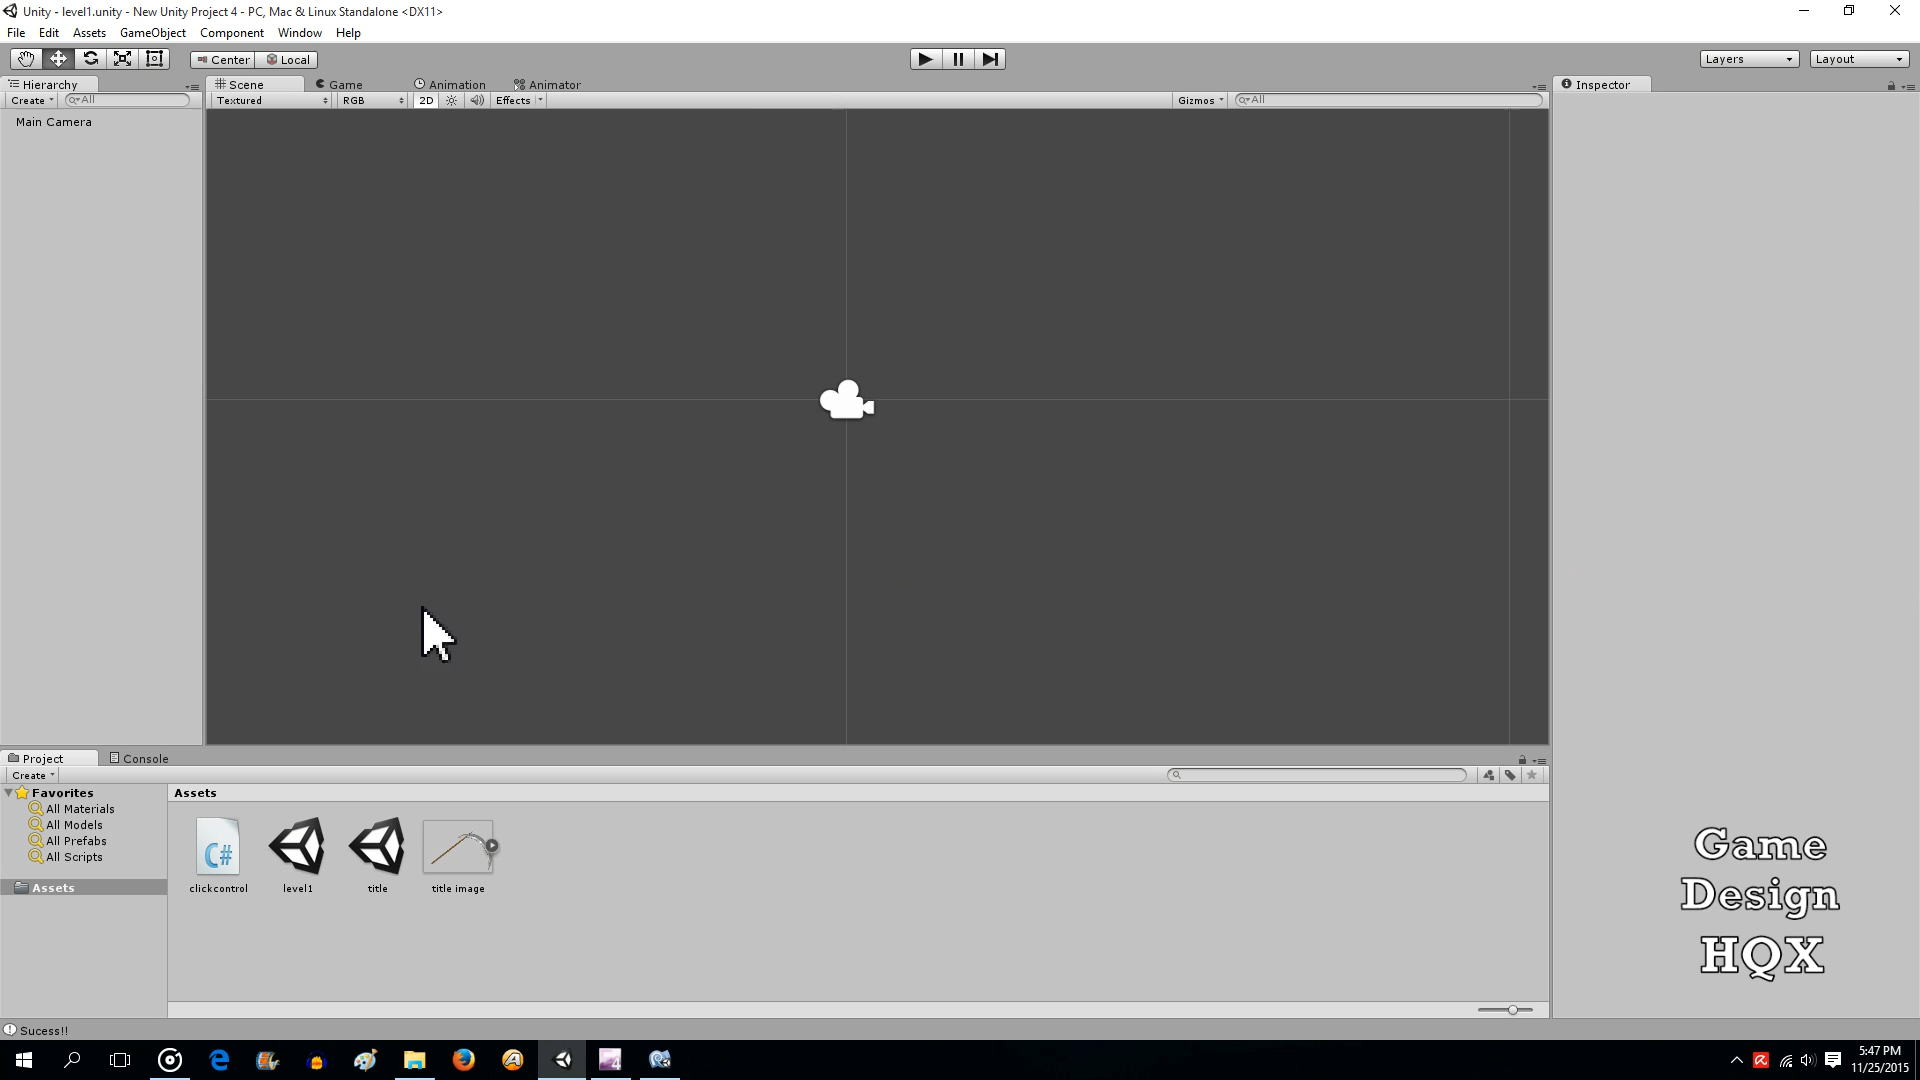 Unity - level1.unity - New Unity Project 4 - PC, Mac & Linux Standalone <DX11>
File Edit Assets GameObject Component Window Help
Center Local
Layers Layout
Hierarchy
Create All
Main Camera
Scene Game Animation Animator
Textured RGB 2D Effects Gizmos All
Inspector
Project Console
Create
Favorites
All Materials
All Models
All Prefabs
All Scripts
Assets
Assets
C#
clickcontrol level1 title title image
Game
Design
HQX
Sucess!!
4
5:47 PM
11/25/2015